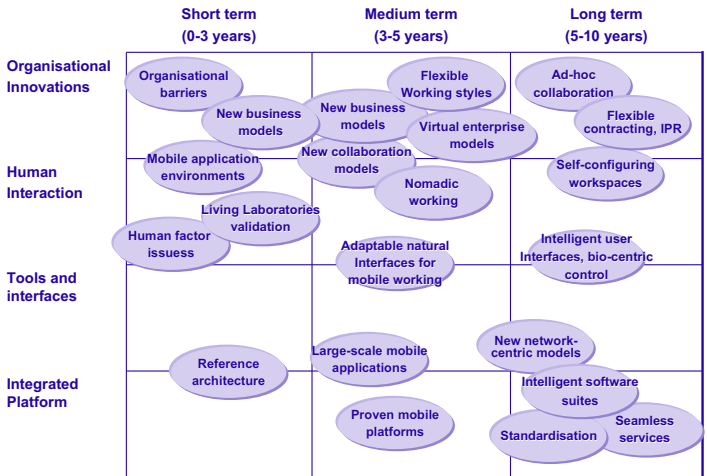 Short term
(0-3 years)
Medium term
(3-5 years)
Long term
(5-10 years)
Organisational
Innovations
Organisational
barriers
New business
models
New business
models
Flexible
Working styles
Virtual enterprise
models
Ad-hoc
collaboration
Flexible
contracting, IPR
Human
Interaction
Mobile application
environments
Living Laboratories
validation
Human factor
issuess
New collaboration
models
Nomadic
working
Self-configuring
workspaces
Tools and
interfaces
Adaptable natural
Interfaces for
mobile working
Intelligent user
Interfaces, bio-centric
control
Integrated
Platform
Reference
architecture
Large-scale mobile
applications
Proven mobile
platforms
New network-
centric models
Intelligent software
suites
Standardisation
Seamless
services